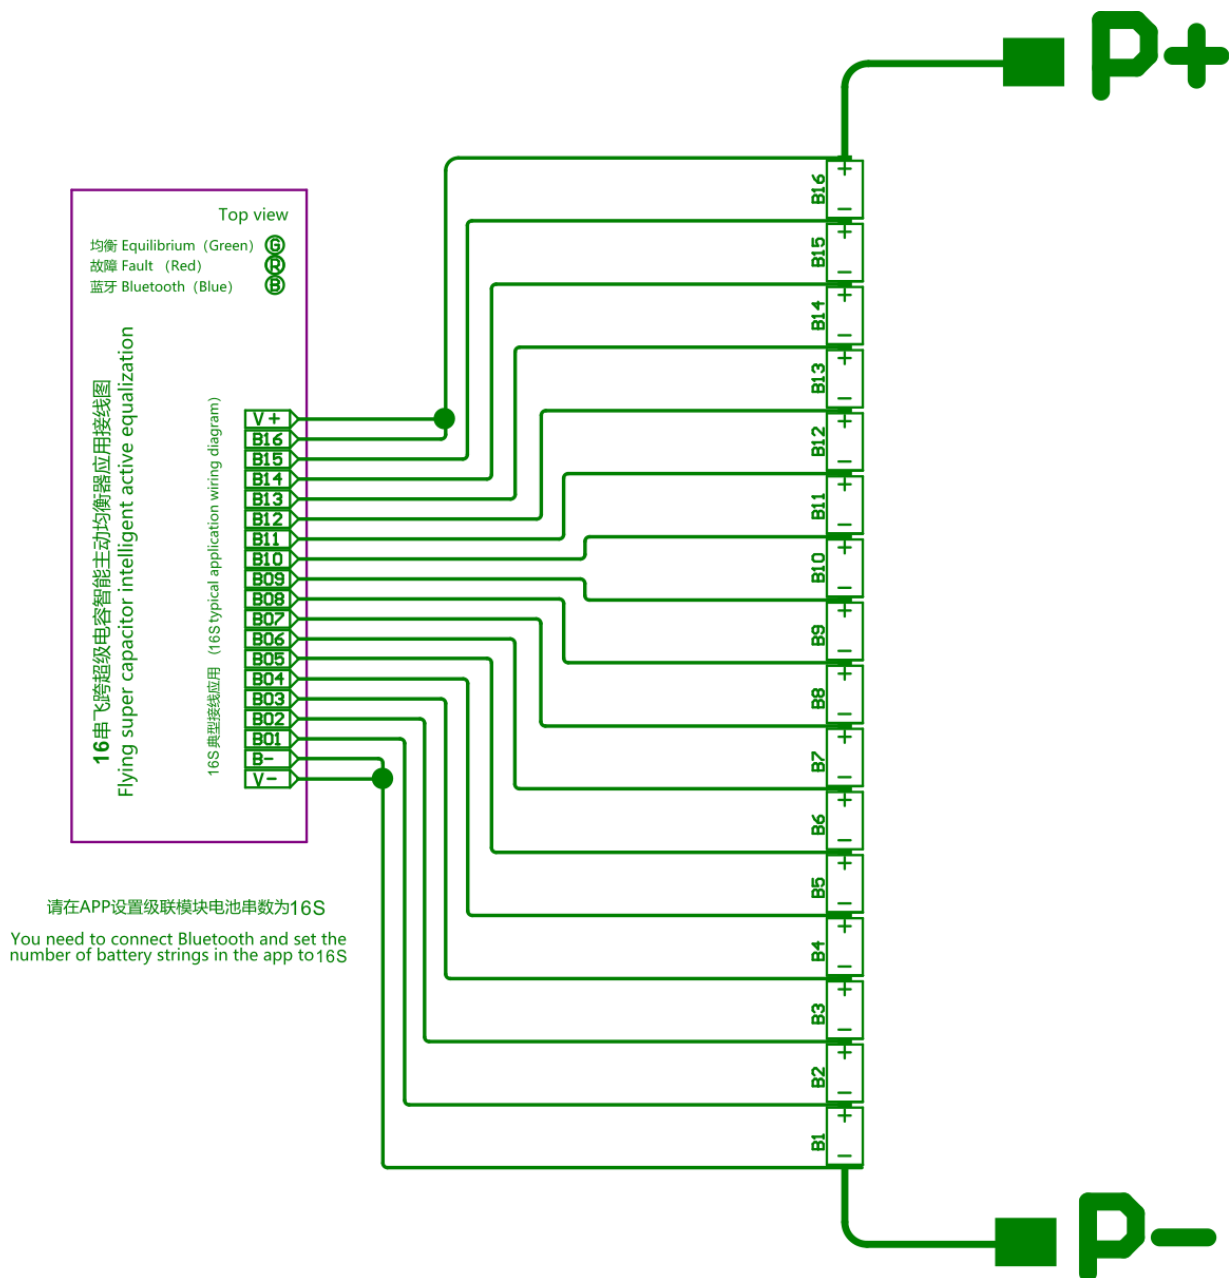 P+
Top view
均衡 Equilibrium (Green) G
故障 Fault (Red) R
蓝牙 Bluetooth (Blue) B
16串飞跨超级电容智能主动均衡器应用接线图
Flying super capacitor intelligent active equalization
16S 典型接线应用 (16S typical application wiring diagram)
V+
B16
B15
B14
B13
B12
B11
B10
B09
B08
B07
B06
B05
B04
B03
B02
B01
B-
V-
B16
+
-
B15
+
-
B14
+
-
B13
+
-
B12
+
-
B11
+
-
B10
+
-
B9
+
-
B8
+
-
B7
+
-
B6
+
-
B5
+
-
B4
+
-
B3
+
-
B2
+
-
B1
+
-
请在APP设置级联模块电池串数为16S
You need to connect Bluetooth and set the
number of battery strings in the app to16S
P-